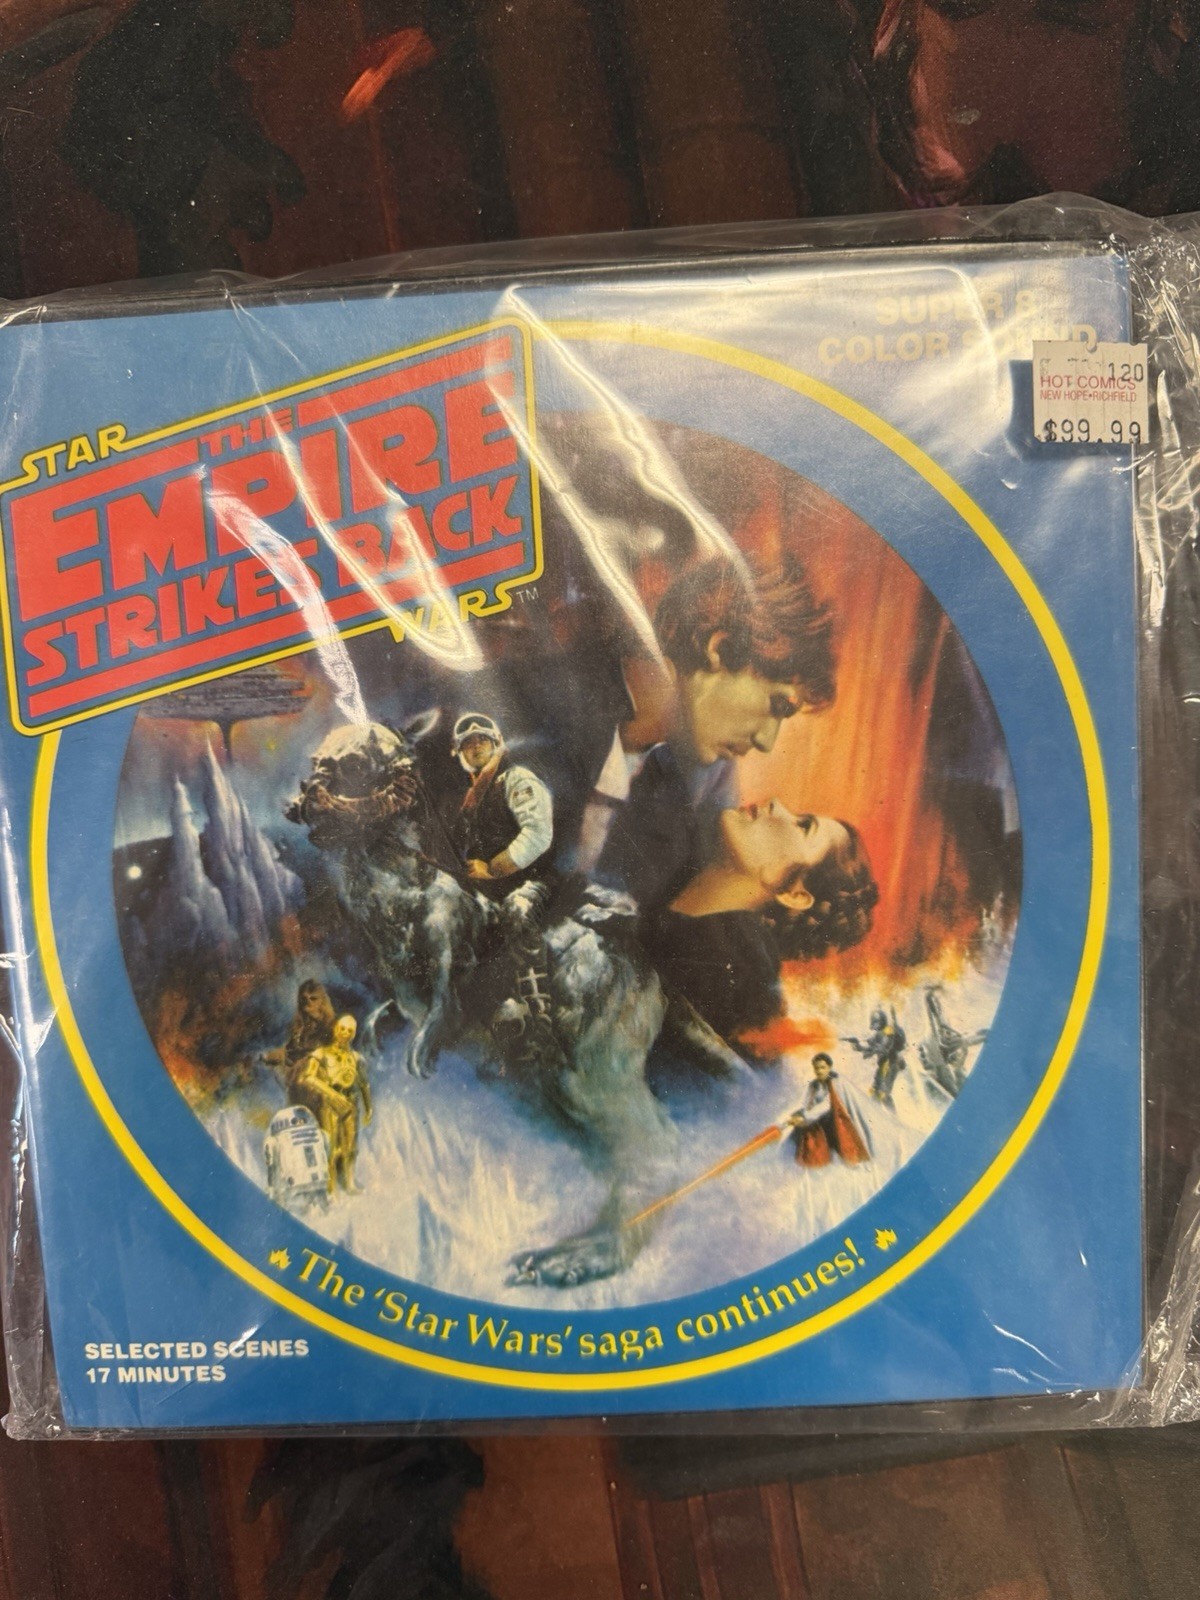 SUPER 8
COLOR SOUND
120
HOT COMICS
NEW HOPE•RICHFIELD
$99.99
STAR
THE
EMPIRE
STRIKES BACK
WARS™
The 'Star Wars' saga continues!
SELECTED SCENES
17 MINUTES